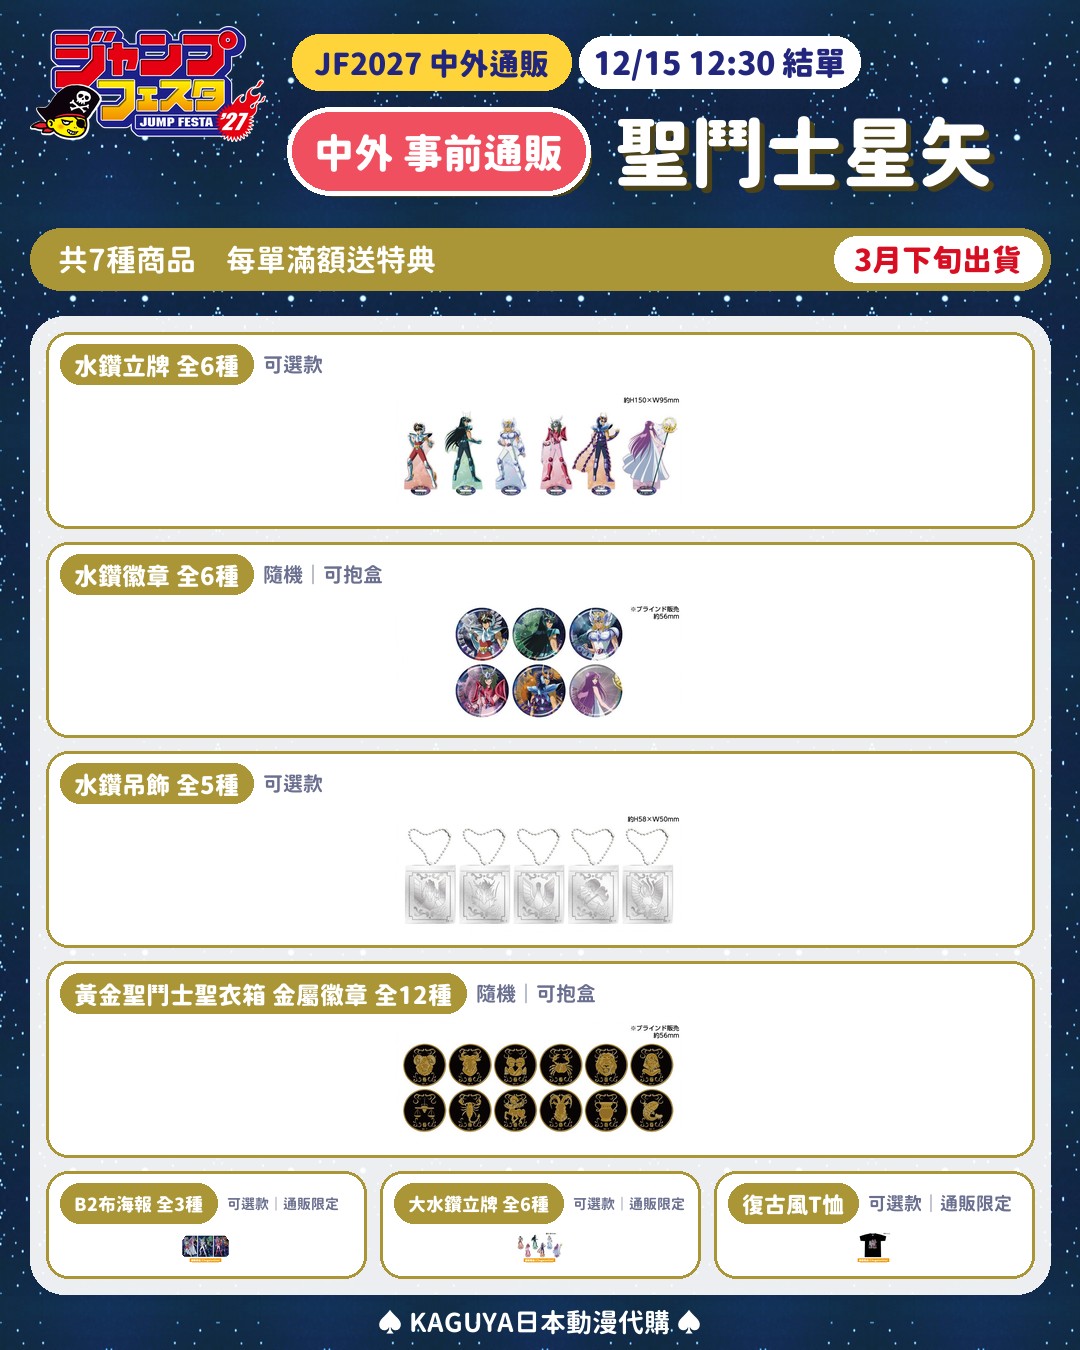 ジャンプ
フェスタ
JUMP FESTA '27
JF2027 中外通販
12/15 12:30 結單
中外 事前通販
聖鬥士星矢
共7種商品 每單滿額送特典
3月下旬出貨
水鑽立牌 全6種 可選款
約H150×W95mm
水鑽徽章 全6種 隨機｜可抱盒
※ブラインド販売
約56mm
水鑽吊飾 全5種 可選款
約H58×W50mm
黃金聖鬥士聖衣箱 金屬徽章 全12種 隨機｜可抱盒
※ブラインド販売
約56mm
B2布海報 全3種 可選款｜通販限定
大水鑽立牌 全6種 可選款｜通販限定
復古風T恤 可選款｜通販限定
♠ KAGUYA日本動漫代購 ♠